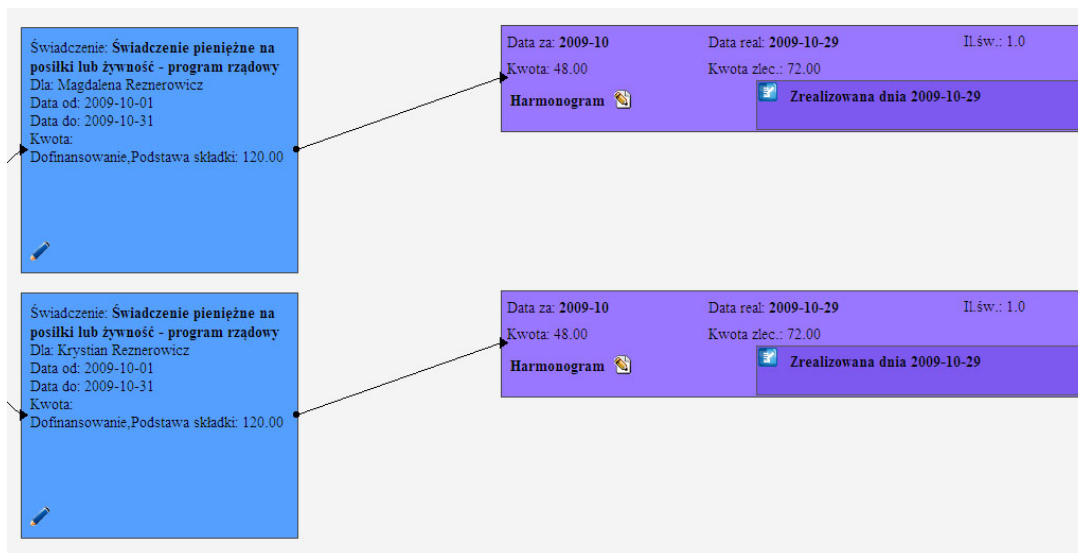 Świadczenie: Świadczenie pieniężne na
posiłki lub żywność - program rządowy
Dla: Magdalena Reznerowicz
Data od: 2009-10-01
Data do: 2009-10-31
Kwota:
Dofinansowanie,Podstawa składki: 120.00
Data za: 2009-10 Data real: 2009-10-29 Il.św.: 1.0
Kwota: 48.00 Kwota zlec.: 72.00
Harmonogram Zrealizowana dnia 2009-10-29
Świadczenie: Świadczenie pieniężne na
posiłki lub żywność - program rządowy
Dla: Krystian Reznerowicz
Data od: 2009-10-01
Data do: 2009-10-31
Kwota:
Dofinansowanie,Podstawa składki: 120.00
Data za: 2009-10 Data real: 2009-10-29 Il.św.: 1.0
Kwota: 48.00 Kwota zlec.: 72.00
Harmonogram Zrealizowana dnia 2009-10-29